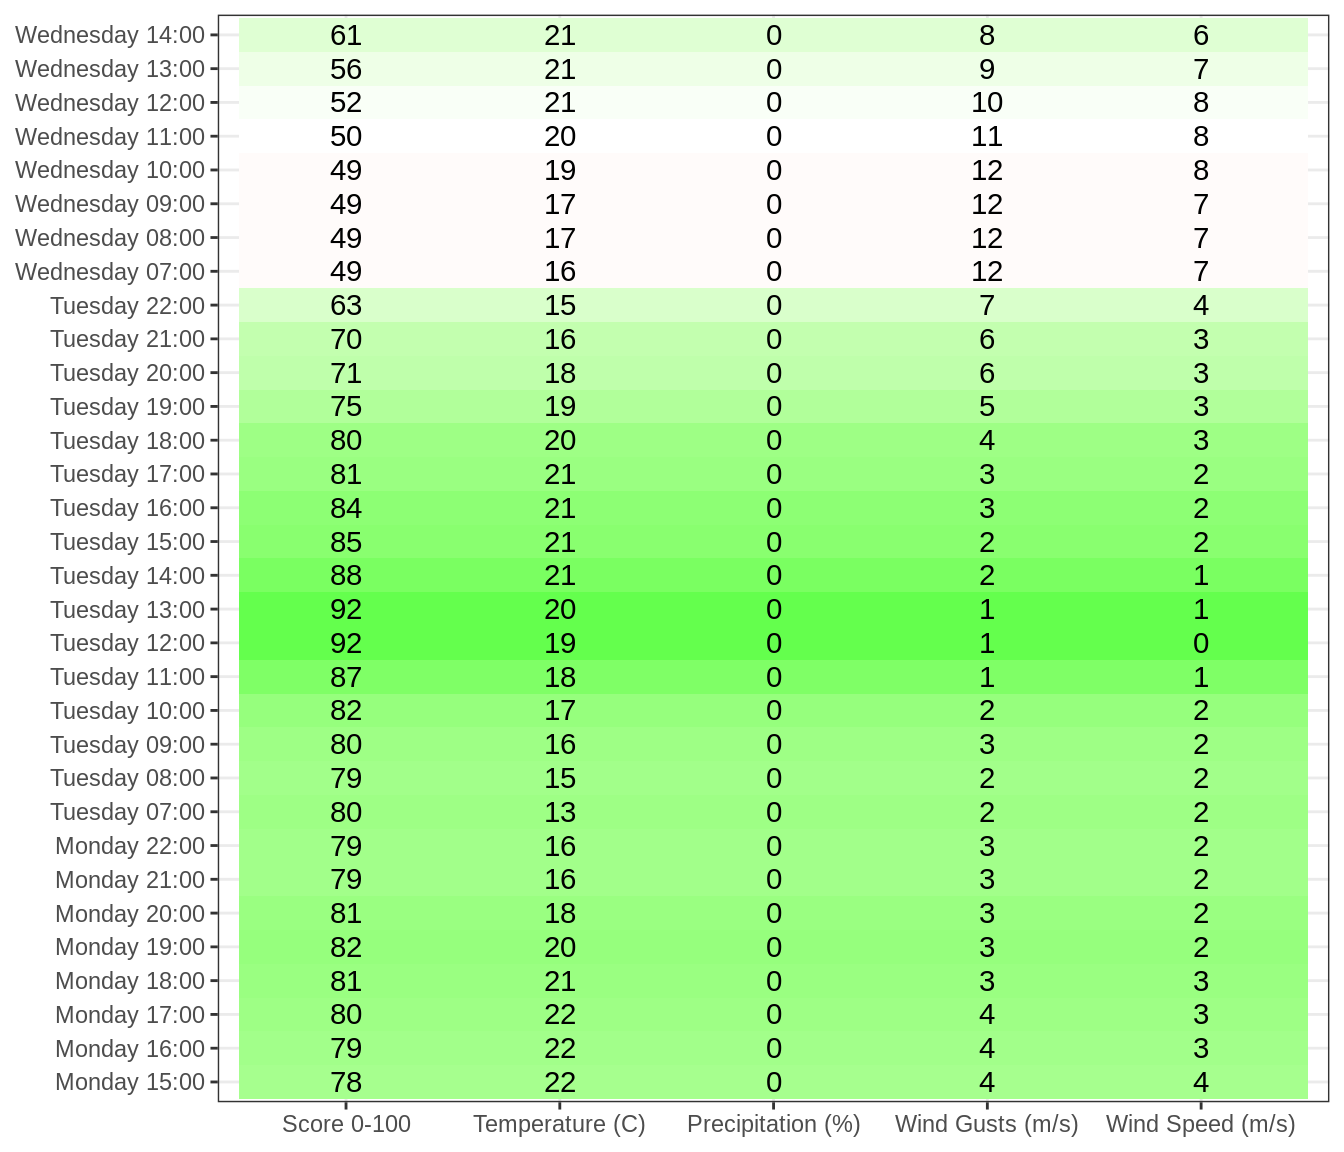 Wednesday 14:00 61 21 0 8 6
Wednesday 13:00 56 21 0 9 7
Wednesday 12:00 52 21 0 10 8
Wednesday 11:00 50 20 0 11 8
Wednesday 10:00 49 19 0 12 8
Wednesday 09:00 49 17 0 12 7
Wednesday 08:00 49 17 0 12 7
Wednesday 07:00 49 16 0 12 7
Tuesday 22:00 63 15 0 7 4
Tuesday 21:00 70 16 0 6 3
Tuesday 20:00 71 18 0 6 3
Tuesday 19:00 75 19 0 5 3
Tuesday 18:00 80 20 0 4 3
Tuesday 17:00 81 21 0 3 2
Tuesday 16:00 84 21 0 3 2
Tuesday 15:00 85 21 0 2 2
Tuesday 14:00 88 21 0 2 1
Tuesday 13:00 92 20 0 1 1
Tuesday 12:00 92 19 0 1 0
Tuesday 11:00 87 18 0 1 1
Tuesday 10:00 82 17 0 2 2
Tuesday 09:00 80 16 0 3 2
Tuesday 08:00 79 15 0 2 2
Tuesday 07:00 80 13 0 2 2
Monday 22:00 79 16 0 3 2
Monday 21:00 79 16 0 3 2
Monday 20:00 81 18 0 3 2
Monday 19:00 82 20 0 3 2
Monday 18:00 81 21 0 3 3
Monday 17:00 80 22 0 4 3
Monday 16:00 79 22 0 4 3
Monday 15:00 78 22 0 4 4
Score 0-100 Temperature (C) Precipitation (%) Wind Gusts (m/s) Wind Speed (m/s)